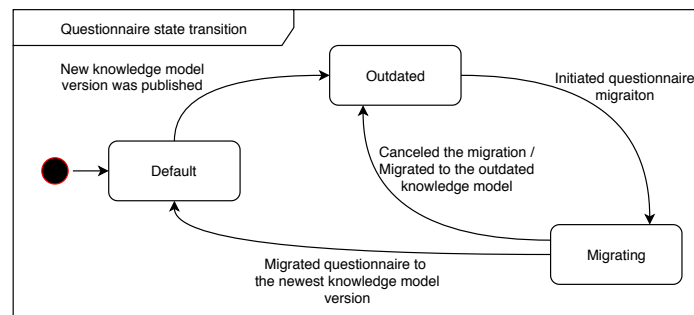 Questionnaire state transition
New knowledge model
version was published
Outdated
Initiated questionnaire
migraiton
Default
Canceled the migration /
Migrated to the outdated
knowledge model
Migrating
Migrated questionnaire to
the newest knowledge model
version